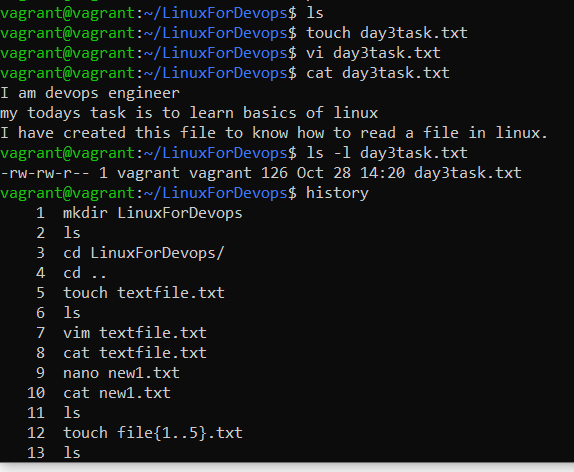 vagrant@vagrant:~/LinuxForDevops$ ls
vagrant@vagrant:~/LinuxForDevops$ touch day3task.txt
vagrant@vagrant:~/LinuxForDevops$ vi day3task.txt
vagrant@vagrant:~/LinuxForDevops$ cat day3task.txt
I am devops engineer
my todays task is to learn basics of linux
I have created this file to know how to read a file in linux.
vagrant@vagrant:~/LinuxForDevops$ ls -l day3task.txt
-rw-rw-r-- 1 vagrant vagrant 126 Oct 28 14:20 day3task.txt
vagrant@vagrant:~/LinuxForDevops$ history
1 mkdir LinuxForDevops
2 ls
3 cd LinuxForDevops/
4 cd ..
5 touch textfile.txt
6 ls
7 vim textfile.txt
8 cat textfile.txt
9 nano new1.txt
10 cat new1.txt
11 ls
12 touch file{1..5}.txt
13 ls